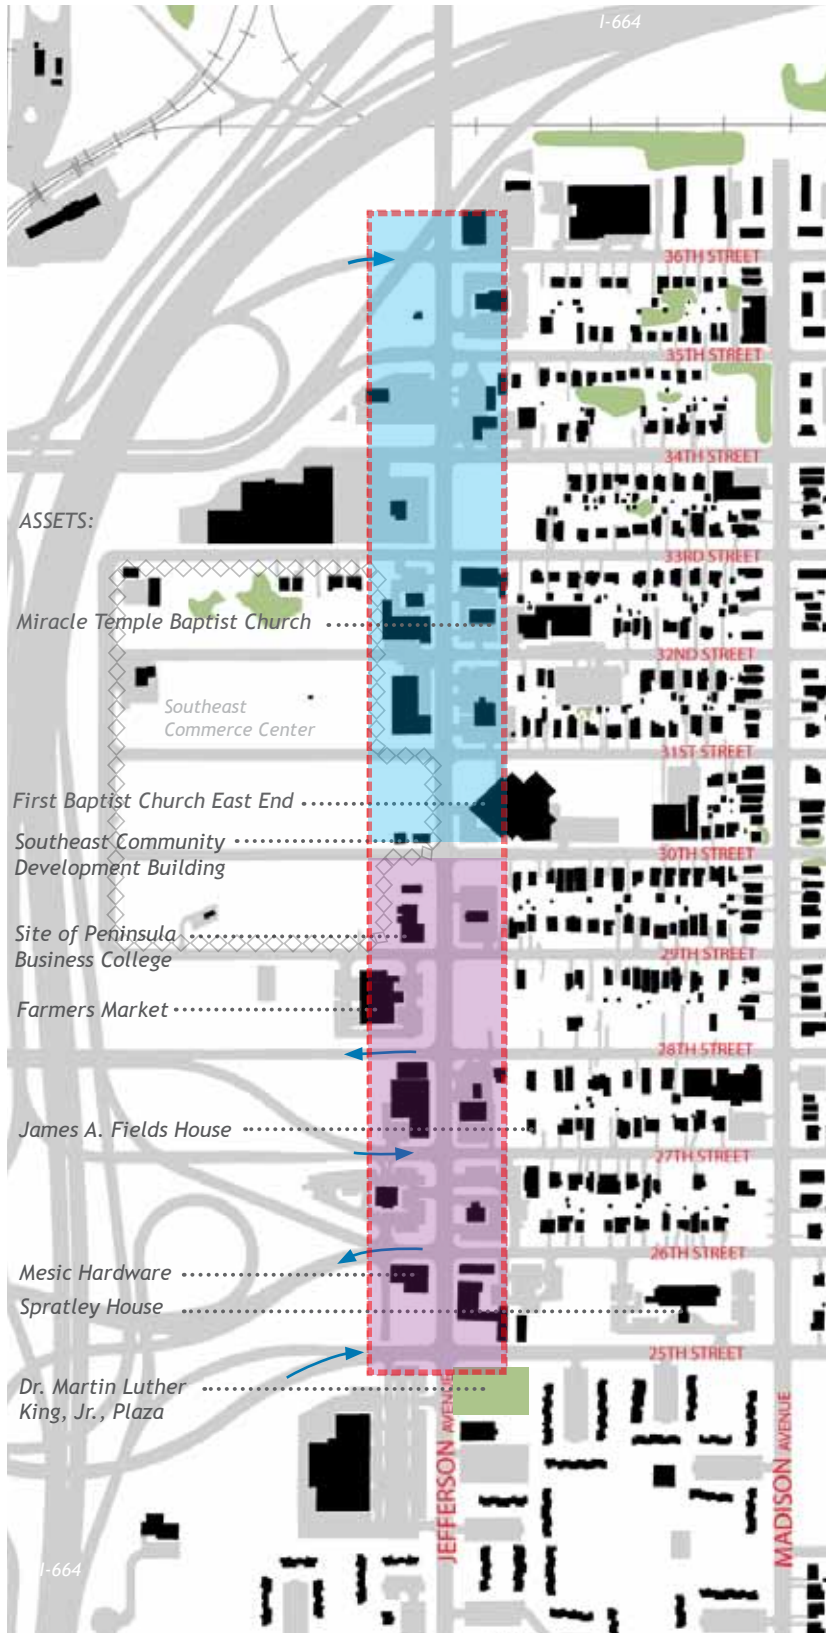 I-664
36TH STREET
35TH STREET
34TH STREET
ASSETS:
33RD STREET
Miracle Temple Baptist Church
32ND STREET
Southeast
Commerce Center
31ST STREET
First Baptist Church East End
Southeast Community
Development Building
30TH STREET
Site of Peninsula
Business College
29TH STREET
Farmers Market
28TH STREET
James A. Fields House
27TH STREET
26TH STREET
Mesic Hardware
Spratley House
25TH STREET
Dr. Martin Luther
King, Jr., Plaza
JEFFERSON AVENUE
MADISON AVENUE
I-664